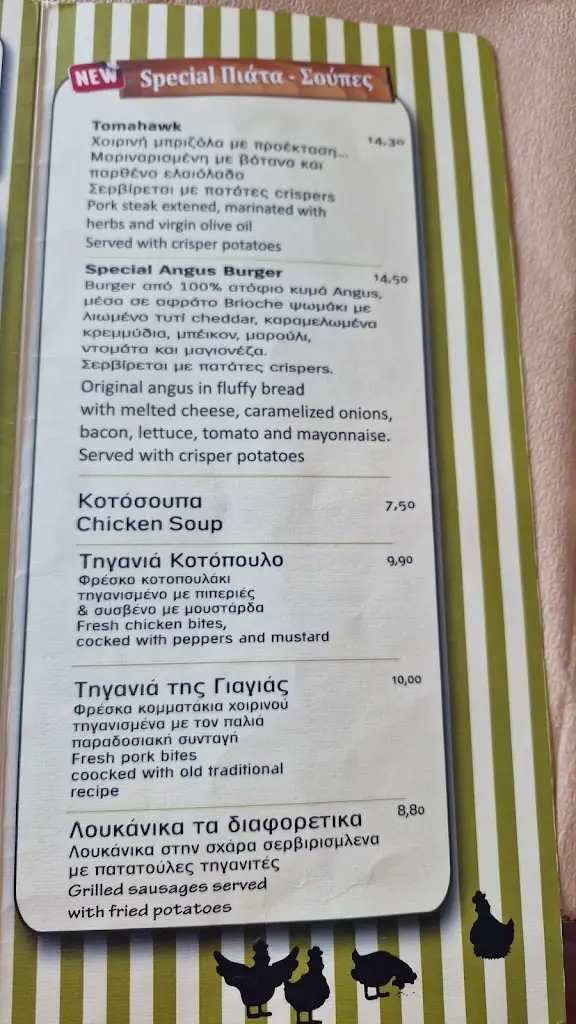 NEW Special Πιάτα - Σούπες
Tomahawk 14,30
Χοιρινή μπριζόλα με προέκταση...
Μαριναρισμένη με βότανα και
παρθένο ελαιόλαδο
Σερβίρεται με πατάτες crispers
Pork steak extened, marinated with
herbs and virgin olive oil
Served with crisper potatoes
Special Angus Burger 14,50
Burger από 100% ατόφιο κυμά Angus,
μέσα σε αφράτο Brioche ψωμάκι με
λιωμένο τυτί cheddar, καραμελωμένα
κρεμμύδια, μπέικον, μαρούλι,
ντομάτα και μαγιονέζα.
Σερβίρεται με πατάτες crispers.
Original angus in fluffy bread
with melted cheese, caramelized onions,
bacon, lettuce, tomato and mayonnaise.
Served with crisper potatoes
Κοτόσουπα 7,50
Chicken Soup
Τηγανιά Κοτόπουλο 9,90
Φρέσκο κοτοπουλάκι
τηγανισμένο με πιπεριές
& συσβένο με μουστάρδα
Fresh chicken bites,
cocked with peppers and mustard
Τηγανιά της Γιαγιάς 10,00
Φρέσκα κομματάκια χοιρινού
τηγανισμένα με τον παλιά
παραδοσιακή συνταγή
Fresh pork bites
coocked with old traditional
recipe
Λουκάνικα τα διαφορετικα 8,80
Λουκάνικα στην σχάρα σερβιρισμλενα
με πατατούλες τηγανιτές
Grilled sausages served
with fried potatoes